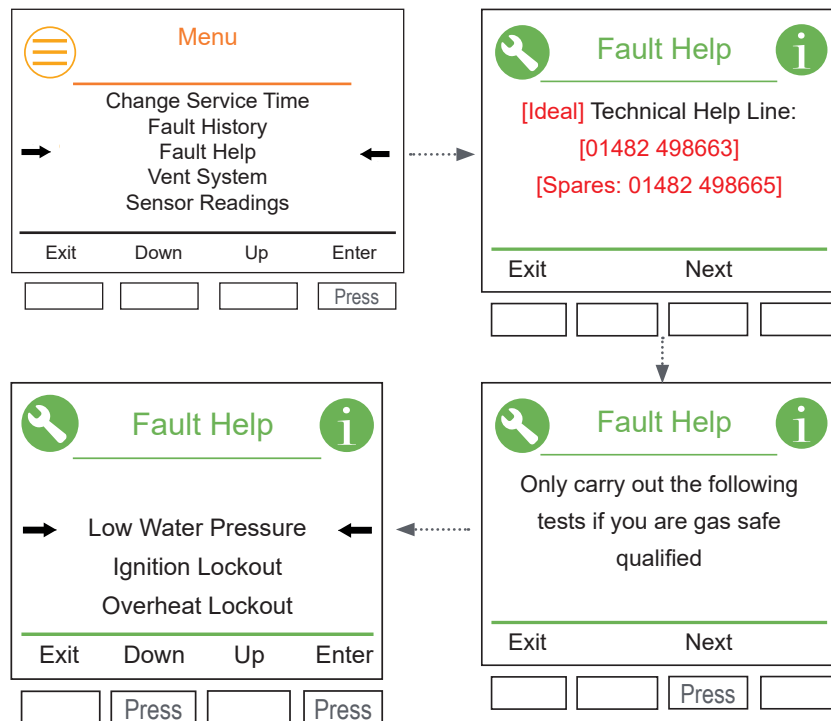 Menu
Change Service Time
Fault History
Fault Help
Vent System
Sensor Readings
Exit Down Up Enter
Press
Fault Help
i
[Ideal] Technical Help Line:
[01482 498663]
[Spares: 01482 498665]
Exit Next
Fault Help
i
Only carry out the following
tests if you are gas safe
qualified
Exit Next
Press
Fault Help
i
Low Water Pressure
Ignition Lockout
Overheat Lockout
Exit Down Up Enter
Press Press